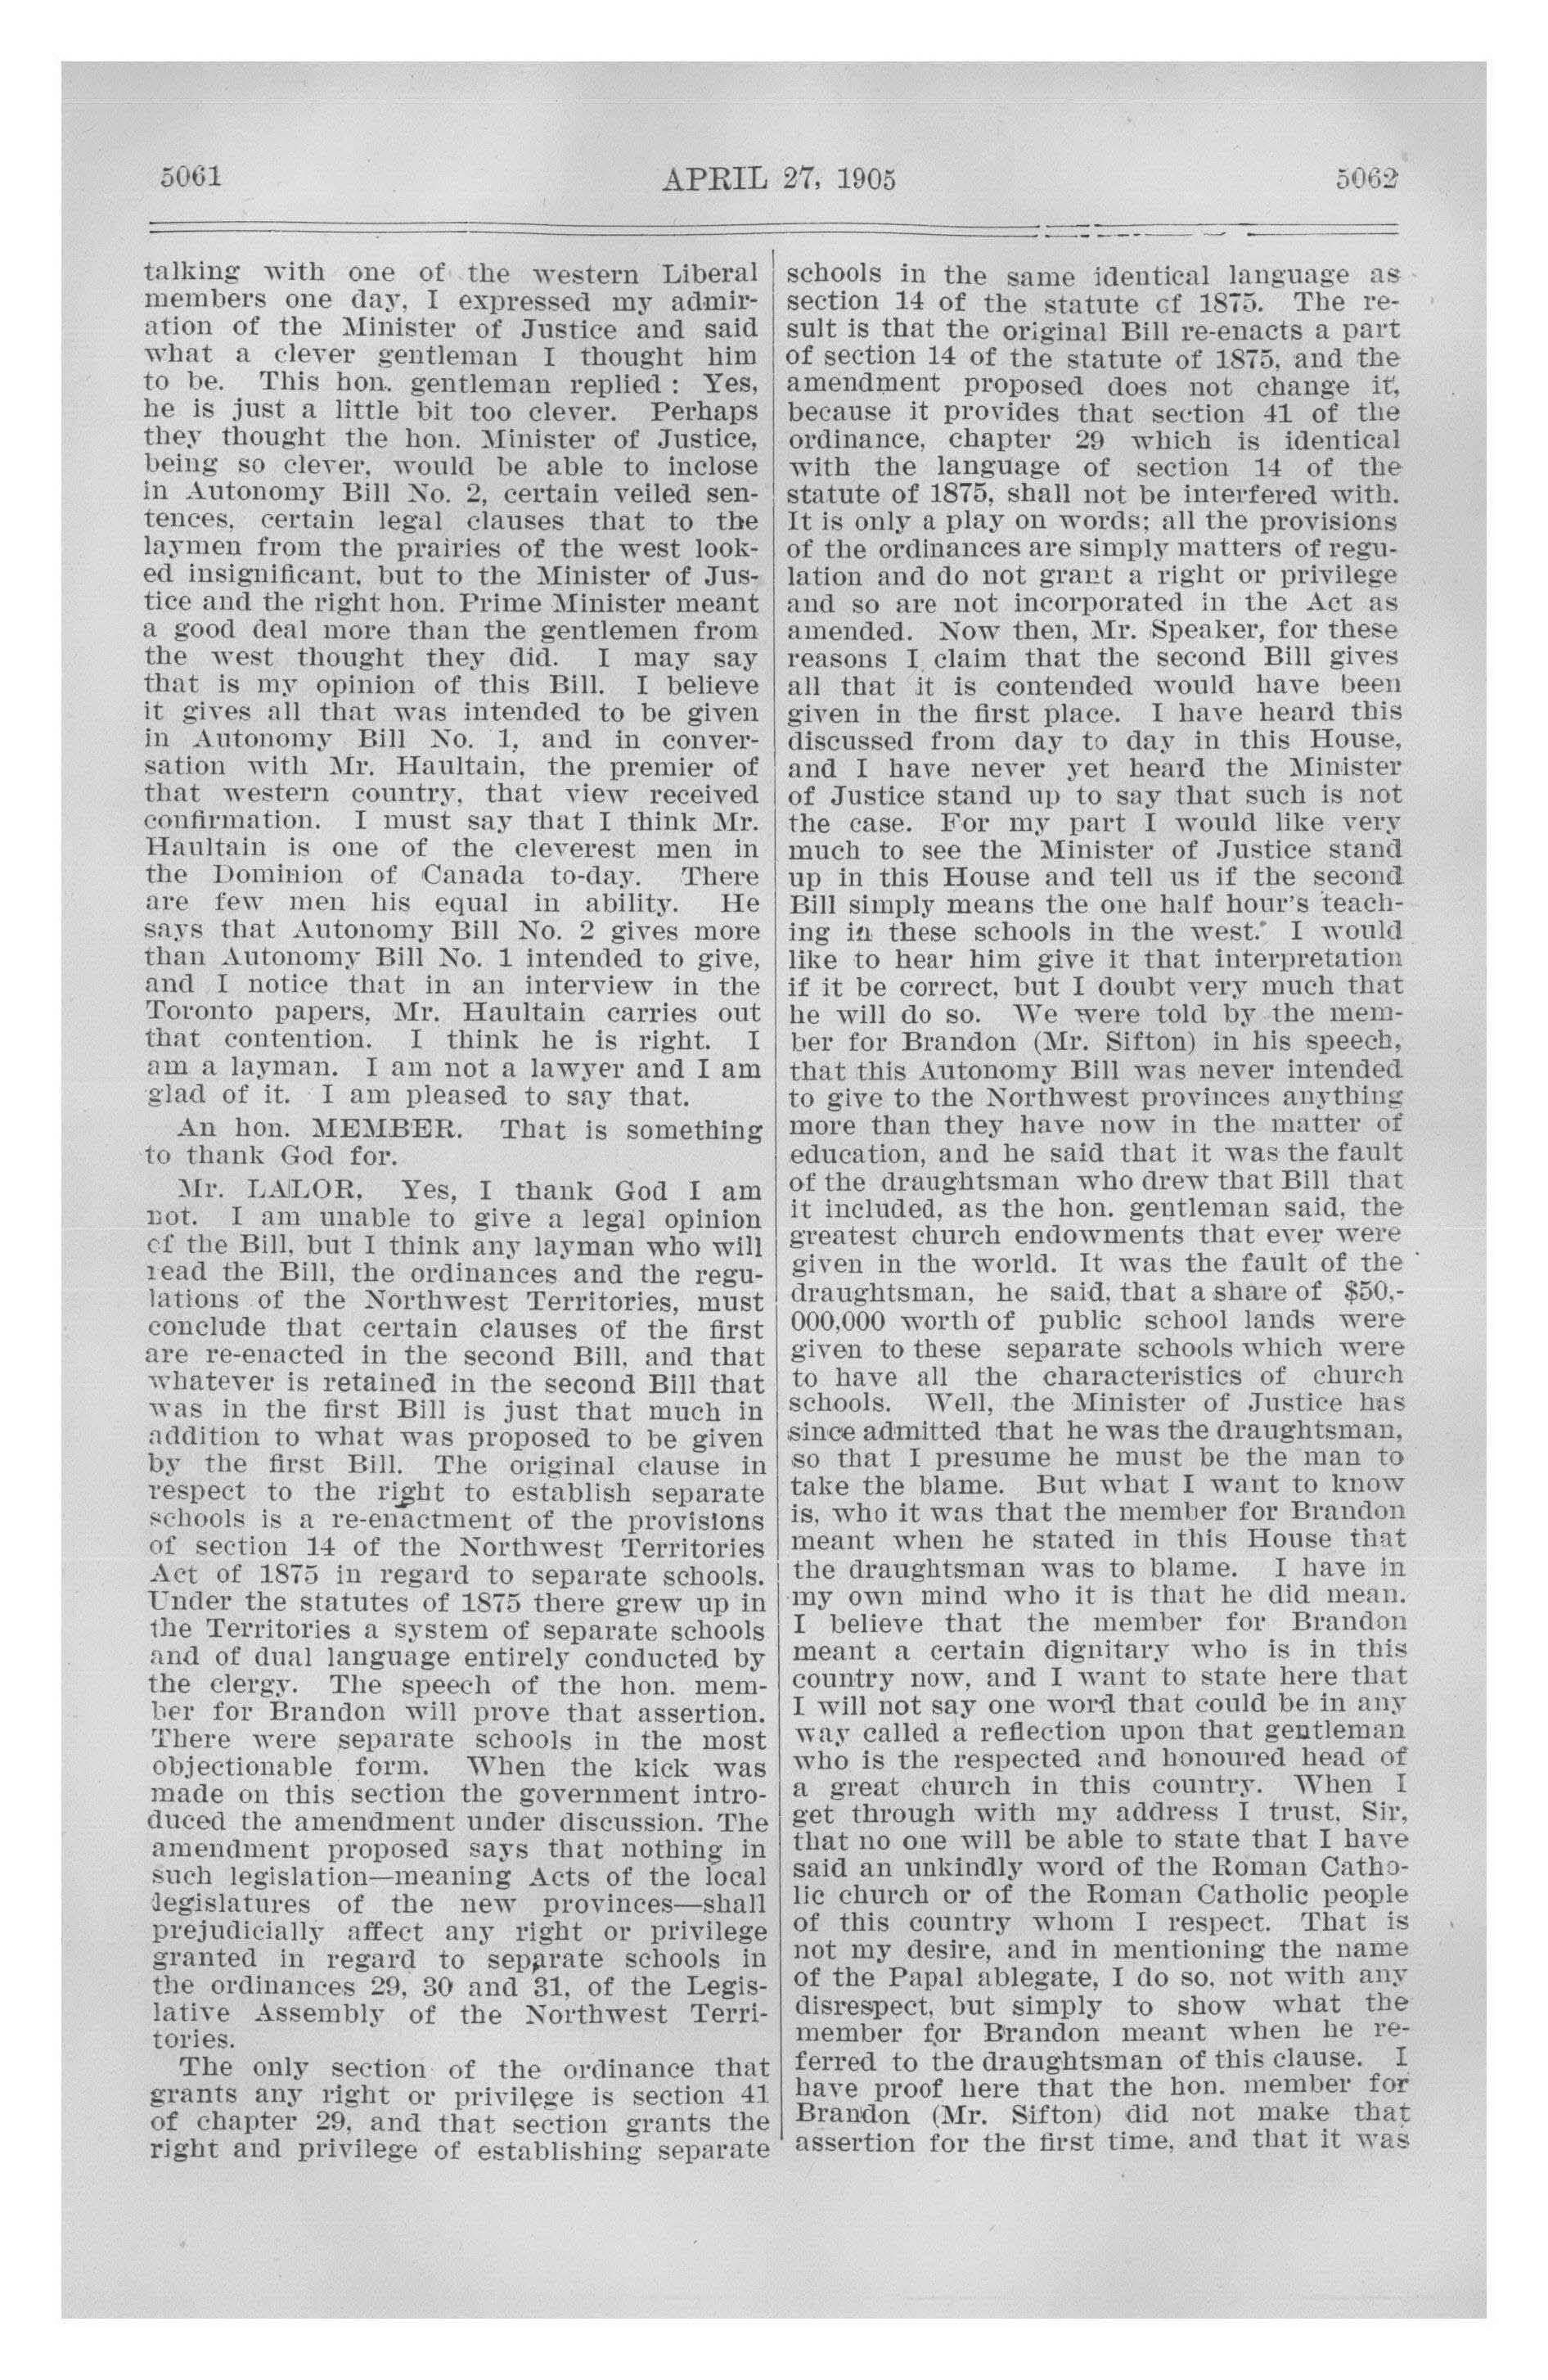 5061 APRIL 27, 1905 5062
talking with one of the western Liberal
members one day, I expressed my admir-
ation of the Minister of Justice and said
what a clever gentleman I thought him
to be. This hon. gentleman replied : Yes,
he is just a little bit too clever. Perhaps
they thought the hon. Minister of Justice,
being so clever, would be able to inclose
in Autonomy Bill No. 2, certain veiled sen-
tences, certain legal clauses that to the
laymen from the prairies of the west look-
ed insignificant, but to the Minister of Jus-
tice and the right hon. Prime Minister meant
a good deal more than the gentlemen from
the west thought they did. I may say
that is my opinion of this Bill. I believe
it gives all that was intended to be given
in Autonomy Bill No. 1, and in conver-
sation with Mr. Haultain, the premier of
that western country, that view received
confirmation. I must say that I think Mr.
Haultain is one of the cleverest men in
the Dominion of Canada to-day. There
are few men his equal in ability. He
says that Autonomy Bill No. 2 gives more
than Autonomy Bill No. 1 intended to give,
and I notice that in an interview in the
Toronto papers, Mr. Haultain carries out
that contention. I think he is right. I
am a layman. I am not a lawyer and I am
glad of it. I am pleased to say that.
An hon. MEMBER. That is something
to thank God for.
Mr. LALOR, Yes, I thank God I am
not. I am unable to give a legal opinion
of the Bill, but I think any layman who will
read the Bill, the ordinances and the regu-
lations of the Northwest Territories, must
conclude that certain clauses of the first
are re-enacted in the second Bill, and that
whatever is retained in the second Bill that
was in the first Bill is just that much in
addition to what was proposed to be given
by the first Bill. The original clause in
respect to the right to establish separate
schools is a re-enactment of the provisions
of section 14 of the Northwest Territories
Act of 1875 in regard to separate schools.
Under the statutes of 1875 there grew up in
the Territories a system of separate schools
and of dual language entirely conducted by
the clergy. The speech of the hon. mem-
ber for Brandon will prove that assertion.
There were separate schools in the most
objectionable form. When the kick was
made on this section the government intro-
duced the amendment under discussion. The
amendment proposed says that nothing in
such legislation—meaning Acts of the local
legislatures of the new provinces—shall
prejudicially affect any right or privilege
granted in regard to separate schools in
the ordinances 29, 30 and 31, of the Legis-
lative Assembly of the Northwest Terri-
tories.
The only section of the ordinance that
grants any right or privilege is section 41
of chapter 29, and that section grants the
right and privilege of establishing separate
schools in the same identical language as
section 14 of the statute of 1875. The re-
sult is that the original Bill re-enacts a part
of section 14 of the statute of 1875, and the
amendment proposed does not change it,
because it provides that section 41 of the
ordinance, chapter 29 which is identical
with the language of section 14 of the
statute of 1875, shall not be interfered with.
It is only a play on words; all the provisions
of the ordinances are simply matters of regu-
lation and do not grant a right or privilege
and so are not incorporated in the Act as
amended. Now then, Mr. Speaker, for these
reasons I claim that the second Bill gives
all that it is contended would have been
given in the first place. I have heard this
discussed from day to day in this House,
and I have never yet heard the Minister
of Justice stand up to say that such is not
the case. For my part I would like very
much to see the Minister of Justice stand
up in this House and tell us if the second
Bill simply means the one half hour's teach-
ing in these schools in the west. I would
like to hear him give it that interpretation
if it be correct, but I doubt very much that
he will do so. We were told by the mem-
ber for Brandon (Mr. Sifton) in his speech,
that this Autonomy Bill was never intended
to give to the Northwest provinces anything
more than they have now in the matter of
education, and he said that it was the fault
of the draughtsman who drew that Bill that
it included, as the hon. gentleman said, the
greatest church endowments that ever were
given in the world. It was the fault of the
draughtsman, he said, that a share of $50,-
000,000 worth of public school lands were
given to these separate schools which were
to have all the characteristics of church
schools. Well, the Minister of Justice has
since admitted that he was the draughtsman,
so that I presume he must be the man to
take the blame. But what I want to know
is, who it was that the member for Brandon
meant when he stated in this House that
the draughtsman was to blame. I have in
my own mind who it is that he did mean.
I believe that the member for Brandon
meant a certain dignitary who is in this
country now, and I want to state here that
I will not say one word that could be in any
way called a reflection upon that gentleman
who is the respected and honoured head of
a great church in this country. When I
get through with my address I trust, Sir,
that no one will be able to state that I have
said an unkindly word of the Roman Catho-
lic church or of the Roman Catholic people
of this country whom I respect. That is
not my desire, and in mentioning the name
of the Papal ablegate, I do so, not with any
disrespect, but simply to show what the
member for Brandon meant when he re-
ferred to the draughtsman of this clause. I
have proof here that the hon. member for
Brandon (Mr. Sifton) did not make that
assertion for the first time, and that it was